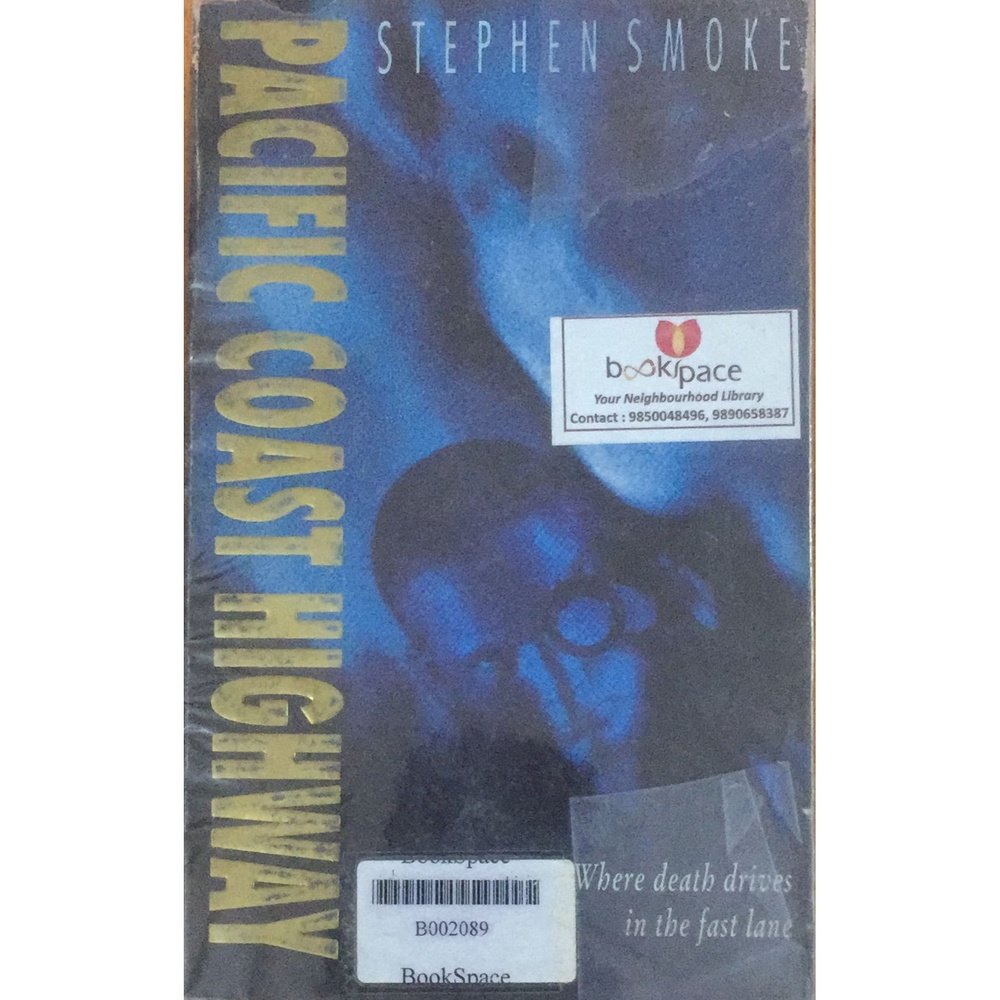 STEPHEN SMOKE
PACIFIC COAST HIGHWAY
bookspace
Your Neighbourhood Library
Contact : 9850048496, 9890658387
Where death drives
in the fast lane
BookSpace
B002089
BookSpace